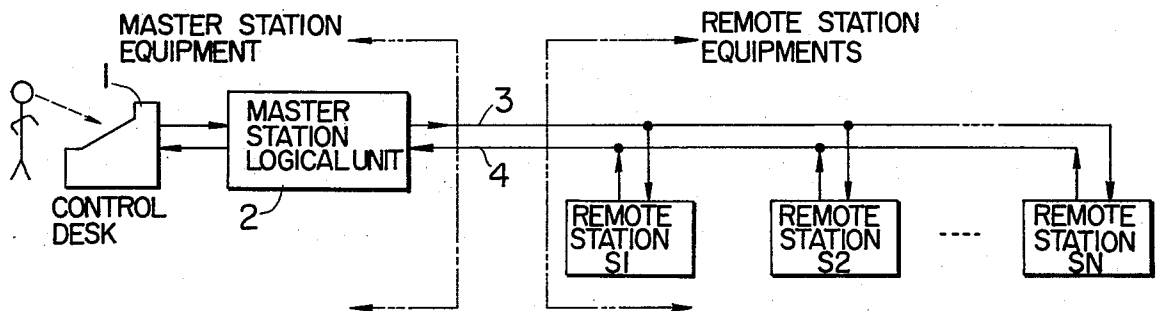 MASTER STATION
EQUIPMENT
REMOTE STATION
EQUIPMENTS
1
MASTER
STATION
LOGICAL UNIT
2
3
4
CONTROL
DESK
REMOTE
STATION
S1
REMOTE
STATION
S2
REMOTE
STATION
SN